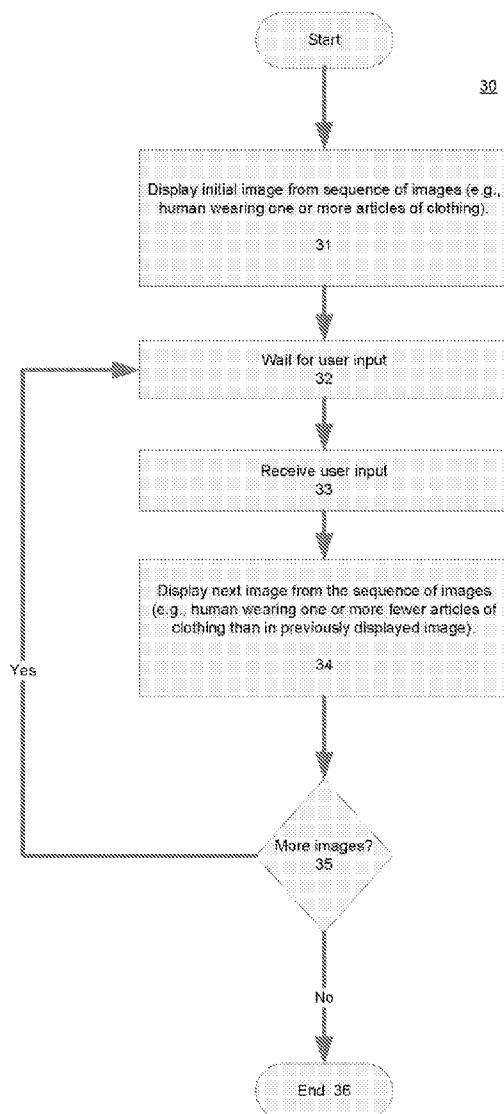 Start
30
Display initial image from sequence of images (e.g.,
human wearing one or more articles of clothing).
31
Wait for user input
32
Receive user input
33
Display next image from the sequence of images
(e.g., human wearing one or more fewer articles of
clothing than in previously displayed image).
34
Yes
More images?
35
No
End 36